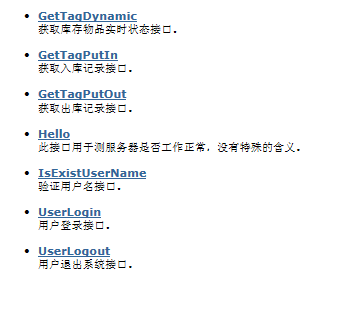 GetTagDynamic
获取库存物品实时状态接口.
GetTagPutIn
获取入库记录接口.
GetTagPutOut
获取出库记录接口.
Hello
此接口用于测服务器是否工作正常，没有特殊的含义.
IsExistUserName
验证用户名接口.
UserLogin
用户登录接口.
UserLogout
用户退出系统接口.